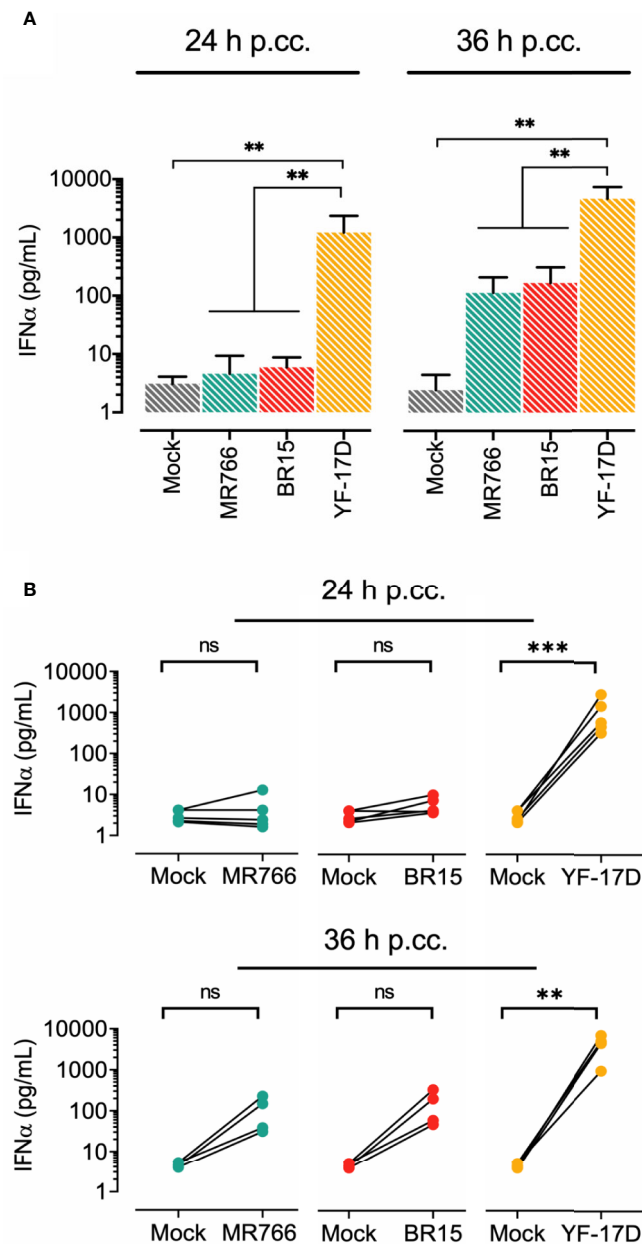 A
24 h p.cc.
36 h p.cc.
**
**
**
**
IFNα (pg/mL)
10000
1000
100
10
1
Mock
MR766
BR15
YF-17D
Mock
MR766
BR15
YF-17D
B
24 h p.cc.
ns
ns
***
IFNα (pg/mL)
10000
1000
100
10
1
Mock MR766
Mock BR15
Mock YF-17D
36 h p.cc.
ns
ns
**
IFNα (pg/mL)
10000
1000
100
10
1
Mock MR766
Mock BR15
Mock YF-17D